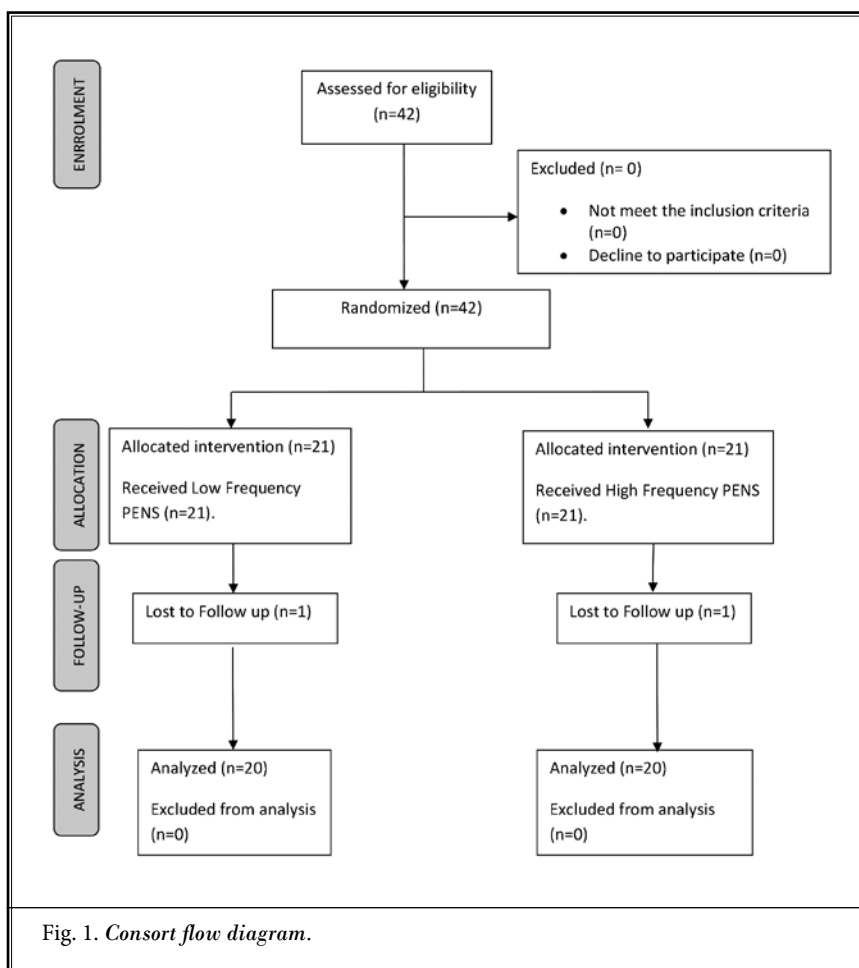 ENRROLMENT
Assessed for eligibility
(n=42)
Excluded (n= 0)
• Not meet the inclusion criteria
(n=0)
• Decline to participate (n=0)
Randomized (n=42)
ALLOCATION
Allocated intervention (n=21)
Received Low Frequency
PENS (n=21).
Allocated intervention (n=21)
Received High Frequency PENS
(n=21).
FOLLOW-UP
Lost to Follow up (n=1)
Lost to Follow up (n=1)
ANALYSIS
Analyzed (n=20)
Excluded from analysis
(n=0)
Analyzed (n=20)
Excluded from analysis
(n=0)
Fig. 1. Consort flow diagram.